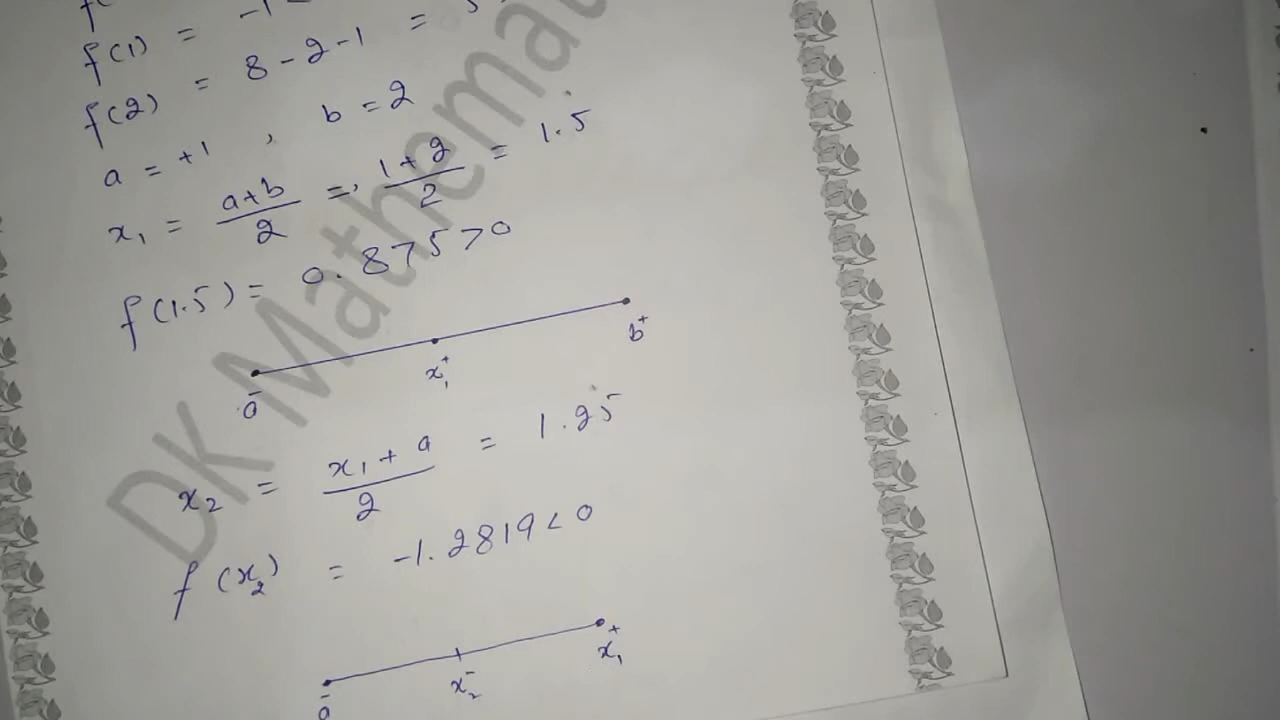 f(1) = -1
f(2) = 8 - 2 - 1 =
a = +1 , b = 2
x₁ = a+b/2 = 1+2/2 = 1.5
f(1.5) = 0.875 > 0
a⁻ x₁⁺ b⁺
x₂ = x₁ + a/2 = 1.25
f(x₂) = -1.2819 < 0
a⁻ x₂⁻ x₁⁺
DK Mathemat